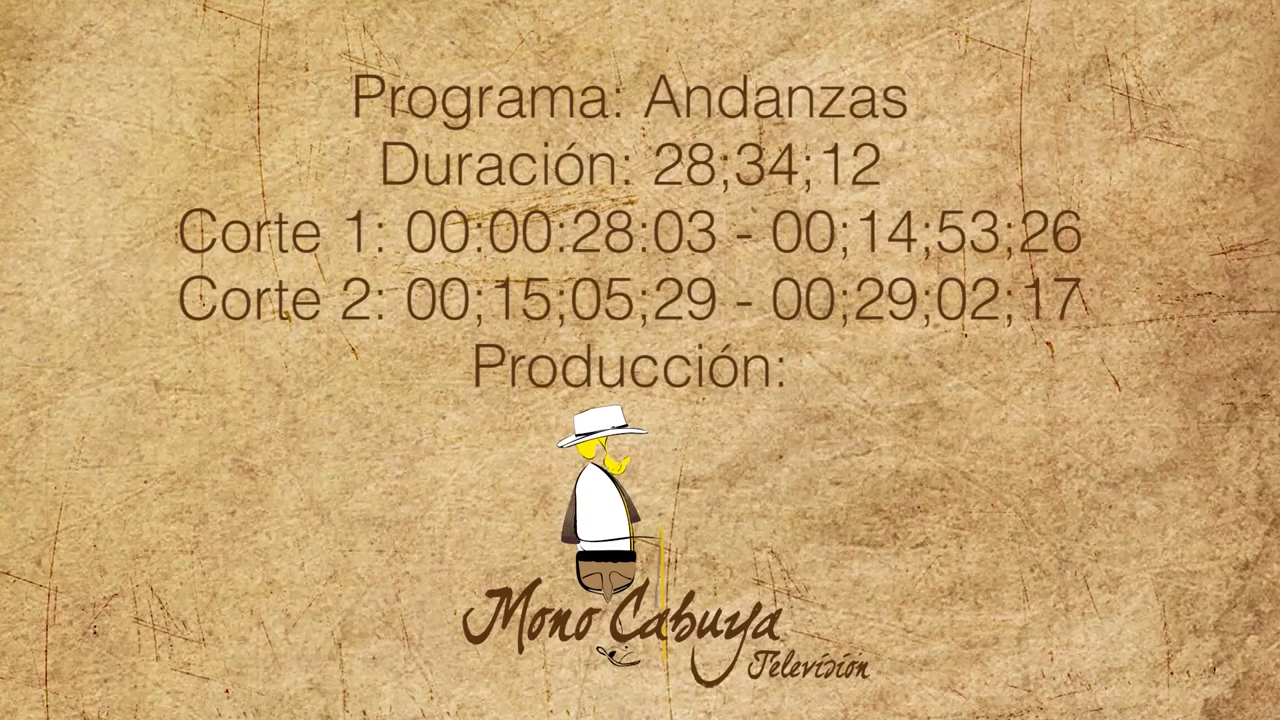 Programa: Andanzas
Duración: 28;34;12
Corte 1: 00:00:28:03 - 00;14;53;26
Corte 2: 00;15;05;29 - 00;29;02;17
Producción:
Mono Cabuya
Televisión